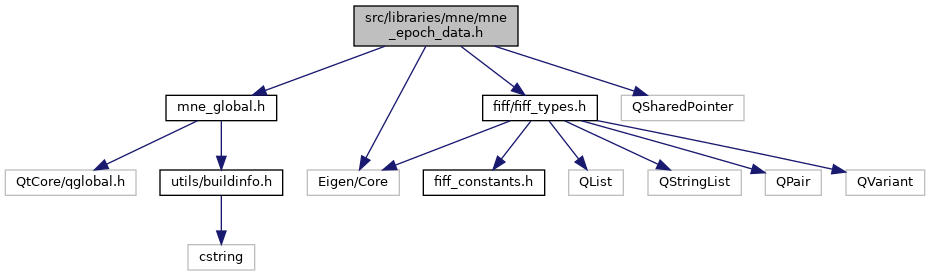 src/libraries/mne/mne
_epoch_data.h
mne_global.h
fiff/fiff_types.h
QSharedPointer
QtCore/qglobal.h
utils/buildinfo.h
Eigen/Core
fiff_constants.h
QList
QStringList
QPair
QVariant
cstring